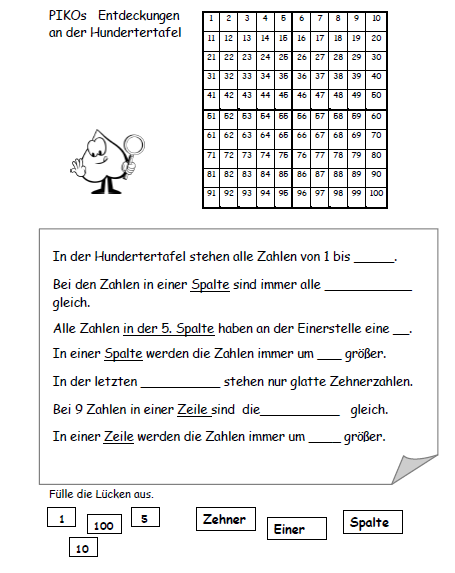 PIKOs Entdeckungen
an der Hundertertafel
1 2 3 4 5 6 7 8 9 10
11 12 13 14 15 16 17 18 19 20
21 22 23 24 25 26 27 28 29 30
31 32 33 34 35 36 37 38 39 40
41 42 43 44 45 46 47 48 49 50
51 52 53 54 55 56 57 58 59 60
61 62 63 64 65 66 67 68 69 70
71 72 73 74 75 76 77 78 79 80
81 82 83 84 85 86 87 88 89 90
91 92 93 94 95 96 97 98 99 100
In der Hundertertafel stehen alle Zahlen von 1 bis ______.
Bei den Zahlen in einer Spalte sind immer alle ____________
gleich.
Alle Zahlen in der 5. Spalte haben an der Einerstelle eine __.
In einer Spalte werden die Zahlen immer um ___ größer.
In der letzten ___________ stehen nur glatte Zehnerzahlen.
Bei 9 Zahlen in einer Zeile sind die___________ gleich.
In einer Zeile werden die Zahlen immer um ____ größer.
Fülle die Lücken aus.
1 100 5 Zehner Einer Spalte
10